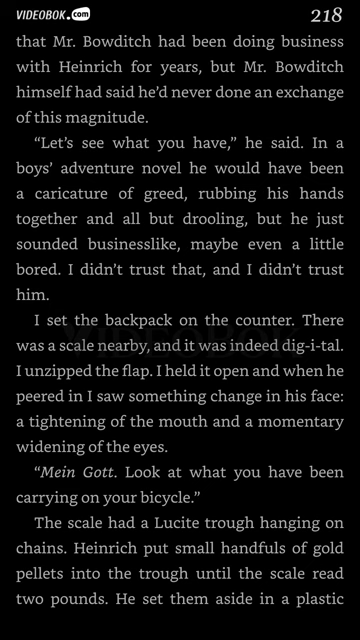 VIDEOBOK.com
218
that Mr. Bowditch had been doing business
with Heinrich for years, but Mr. Bowditch
himself had said he’d never done an exchange
of this magnitude.
“Let’s see what you have,” he said. In a
boys’ adventure novel he would have been
a caricature of greed, rubbing his hands
together and all but drooling, but he just
sounded businesslike, maybe even a little
bored. I didn’t trust that, and I didn’t trust
him.
I set the backpack on the counter. There
was a scale nearby, and it was indeed dig-i-tal.
VIDEOBOK
I unzipped the flap. I held it open and when he
peered in I saw something change in his face:
a tightening of the mouth and a momentary
widening of the eyes.
“Mein Gott. Look at what you have been
carrying on your bicycle.”
The scale had a Lucite trough hanging on
chains. Heinrich put small handfuls of gold
pellets into the trough until the scale read
two pounds. He set them aside in a plastic